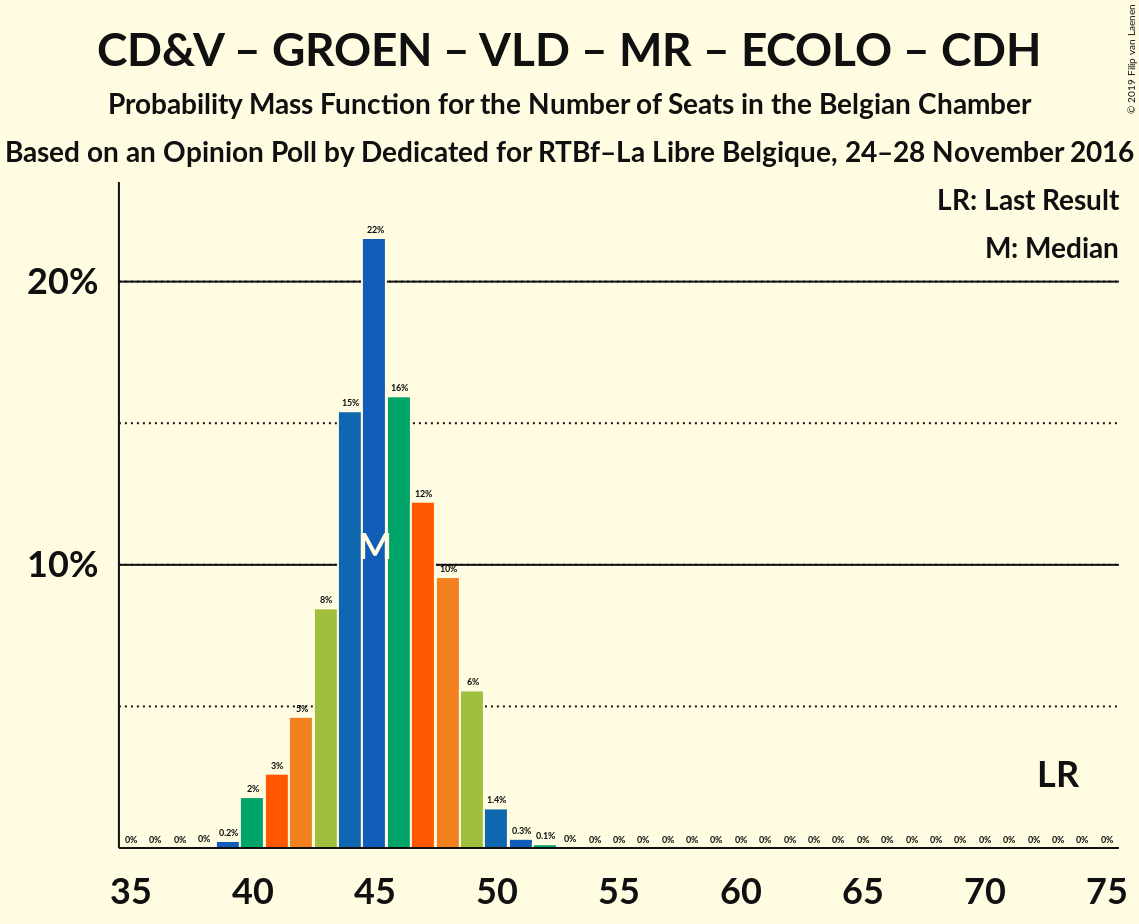 CD&V – GROEN – VLD – MR – ECOLO – CDH
Probability Mass Function for the Number of Seats in the Belgian Chamber
Based on an Opinion Poll by Dedicated for RTBf–La Libre Belgique, 24–28 November 2016
© 2019 Filip van Laenen
LR: Last Result
M: Median
20%
10%
0% 0% 0% 0% 0.2% 2% 3% 5% 8% 15% 22% 16% 12% 10% 6% 1.4% 0.3% 0.1% 0% 0% 0% 0% 0% 0% 0% 0% 0% 0% 0% 0% 0% 0% 0% 0% 0% 0% 0% 0% 0% 0% 0%
M
LR
35 40 45 50 55 60 65 70 75